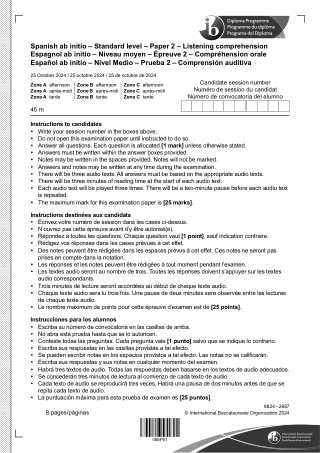 Diploma Programme
Programme du diplôme
Programa del Diploma
Spanish ab initio – Standard level – Paper 2 – Listening comprehension
Espagnol ab initio – Niveau moyen – Épreuve 2 – Compréhension orale
Español ab initio – Nivel Medio – Prueba 2 – Comprensión auditiva
25 October 2024 / 25 octobre 2024 / 25 de octubre de 2024
Zone A afternoon Zone B afternoon Zone C afternoon
Zone A après-midi Zone B après-midi Zone C après-midi
Zona A tarde Zona B tarde Zona C tarde
45 m
Candidate session number
Numéro de session du candidat
Número de convocatoria del alumno
Instructions to candidates
• Write your session number in the boxes above.
• Do not open this examination paper until instructed to do so.
• Answer all questions. Each question is allocated [1 mark] unless otherwise stated.
• Answers must be written within the answer boxes provided.
• Notes may be written in the spaces provided. Notes will not be marked.
• Answers and notes may be written at any time during the examination.
• There will be three audio texts. All answers must be based on the appropriate audio texts.
• There will be three minutes of reading time at the start of each audio text.
• Each audio text will be played three times. There will be a two-minute pause before each audio text
is repeated.
• The maximum mark for this examination paper is [25 marks].
Instructions destinées aux candidats
• Écrivez votre numéro de session dans les cases ci-dessus.
• N'ouvrez pas cette épreuve avant d'y être autorisé(e).
• Répondez à toutes les questions. Chaque question vaut [1 point], sauf indication contraire.
• Rédigez vos réponses dans les cases prévues à cet effet.
• Des notes peuvent être rédigées dans les espaces prévus à cet effet. Ces notes ne seront pas
prises en compte dans la notation.
• Les réponses et les notes peuvent être rédigées à tout moment pendant l'examen.
• Les textes audio seront au nombre de trois. Toutes les réponses doivent s'appuyer sur les textes
audio correspondants.
• Trois minutes de lecture seront accordées au début de chaque texte audio.
• Chaque texte audio sera lu trois fois. Une pause de deux minutes sera observée entre les lectures
de chaque texte audio.
• Le nombre maximum de points pour cette épreuve d'examen est de [25 points].
Instrucciones para los alumnos
• Escriba su número de convocatoria en las casillas de arriba.
• No abra esta prueba hasta que se lo autoricen.
• Conteste todas las preguntas. Cada pregunta vale [1 punto] salvo que se indique lo contrario.
• Escriba sus respuestas en las casillas provistas a tal efecto.
• Se pueden escribir notas en los espacios provistos a tal efecto. Las notas no se calificarán.
• Escriba sus respuestas y sus notas en cualquier momento del examen.
• Habrá tres textos de audio. Todas las respuestas deben basarse en los textos de audio adecuados.
• Se concederán tres minutos de lectura al comienzo de cada texto de audio.
• Cada texto de audio se reproducirá tres veces. Habrá una pausa de dos minutos antes de que se
repita cada texto de audio.
• La puntuación máxima para esta prueba de examen es [25 puntos].
8 pages/páginas
8824–2687
© International Baccalaureate Organization 2024